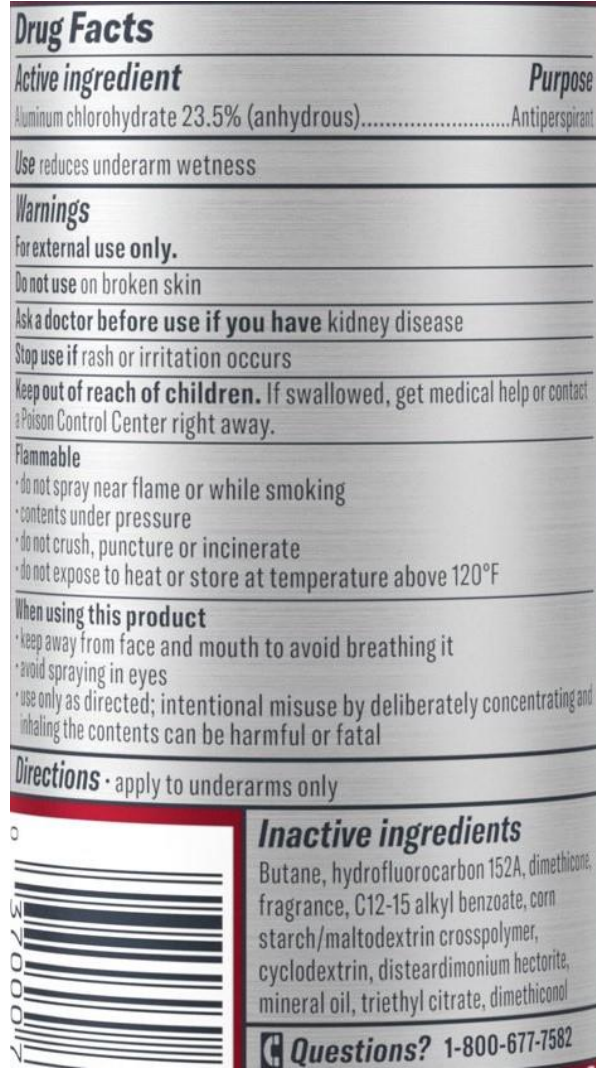 Drug Facts
Active ingredient Purpose
Aluminum chlorohydrate 23.5% (anhydrous)............................Antiperspirant
Use reduces underarm wetness
Warnings
For external use only.
Do not use on broken skin
Ask a doctor before use if you have kidney disease
Stop use if rash or irritation occurs
Keep out of reach of children. If swallowed, get medical help or contact
a Poison Control Center right away.
Flammable
·do not spray near flame or while smoking
·contents under pressure
·do not crush, puncture or incinerate
·do not expose to heat or store at temperature above 120°F
When using this product
·keep away from face and mouth to avoid breathing it
·avoid spraying in eyes
·use only as directed; intentional misuse by deliberately concentrating and
inhaling the contents can be harmful or fatal
Directions · apply to underarms only
Inactive ingredients
Butane, hydrofluorocarbon 152A, dimethicone,
fragrance, C12-15 alkyl benzoate, corn
starch/maltodextrin crosspolymer,
cyclodextrin, disteardimonium hectorite,
mineral oil, triethyl citrate, dimethiconol
Questions? 1-800-677-7582
0 370007